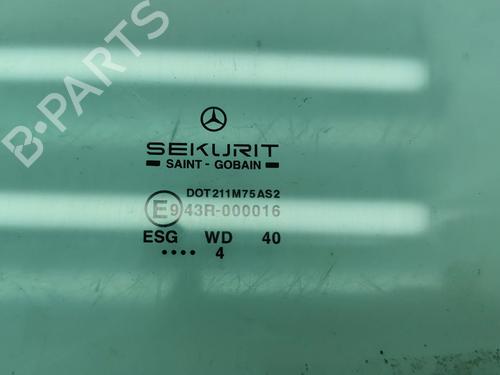 B-PARTS
SEKURIT
SAINT - GOBAIN
DOT211M75AS2
E 9 43R-000016
ESG WD 40
.... 4